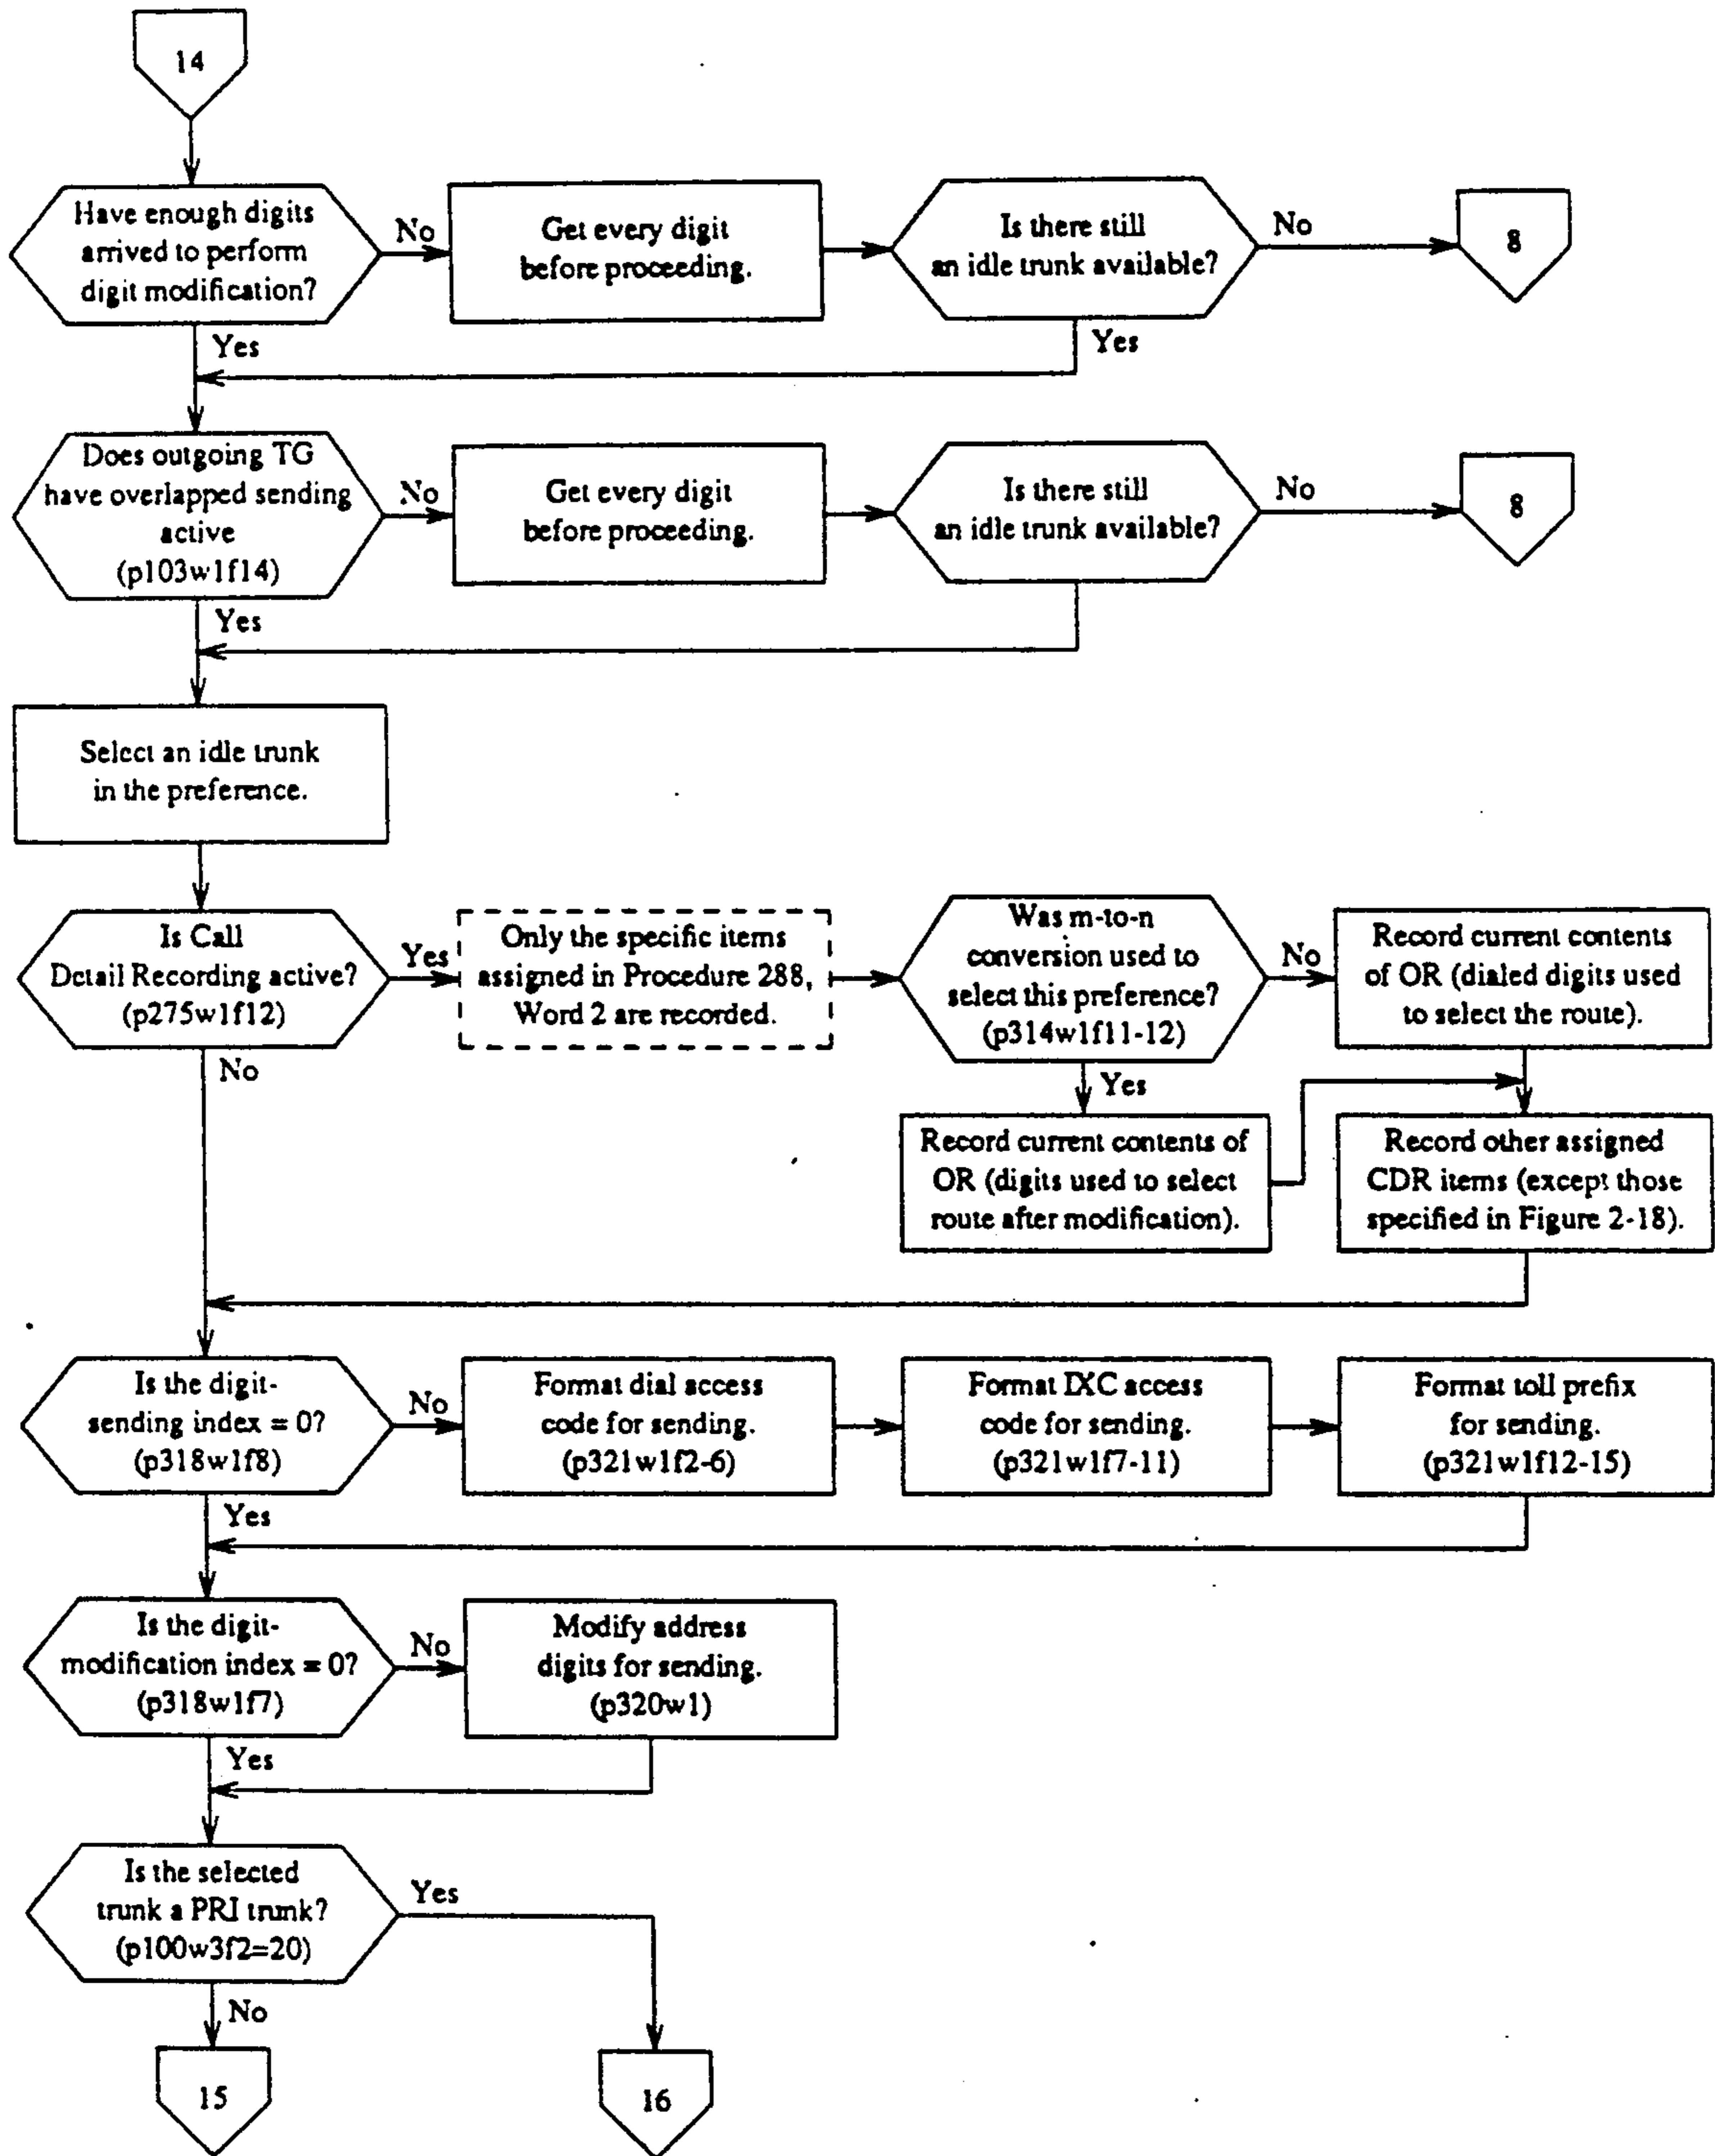 14
Have enough digits
arrived to perform
digit modification?
No
Get every digit
before proceeding.
Is there still
an idle trunk available?
No
8
Yes
Yes
Does outgoing TG
have overlapped sending
active
(p103w1f14)
No
Get every digit
before proceeding.
Is there still
an idle trunk available?
No
8
Yes
Select an idle trunk
in the preference.
Is Call
Detail Recording active?
(p275w1f12)
Yes
Only the specific items
assigned in Procedure 288,
Word 2 are recorded.
Was m-to-n
conversion used to
select this preference?
(p314w1f11-12)
No
Record current contents
of OR (dialed digits used
to select the route).
No
Yes
Record current contents of
OR (digits used to select
route after modification).
Record other assigned
CDR items (except those
specified in Figure 2-18).
Is the digit-
sending index = 0?
(p318w1f8)
No
Format dial access
code for sending.
(p321w1f2-6)
Format IXC access
code for sending.
(p321w1f7-11)
Format toll prefix
for sending.
(p321w1f12-15)
Yes
Is the digit-
modification index = 0?
(p318w1f7)
No
Modify address
digits for sending.
(p320w1)
Yes
Is the selected
trunk a PRI trunk?
(p100w3f2=20)
Yes
No
15
16